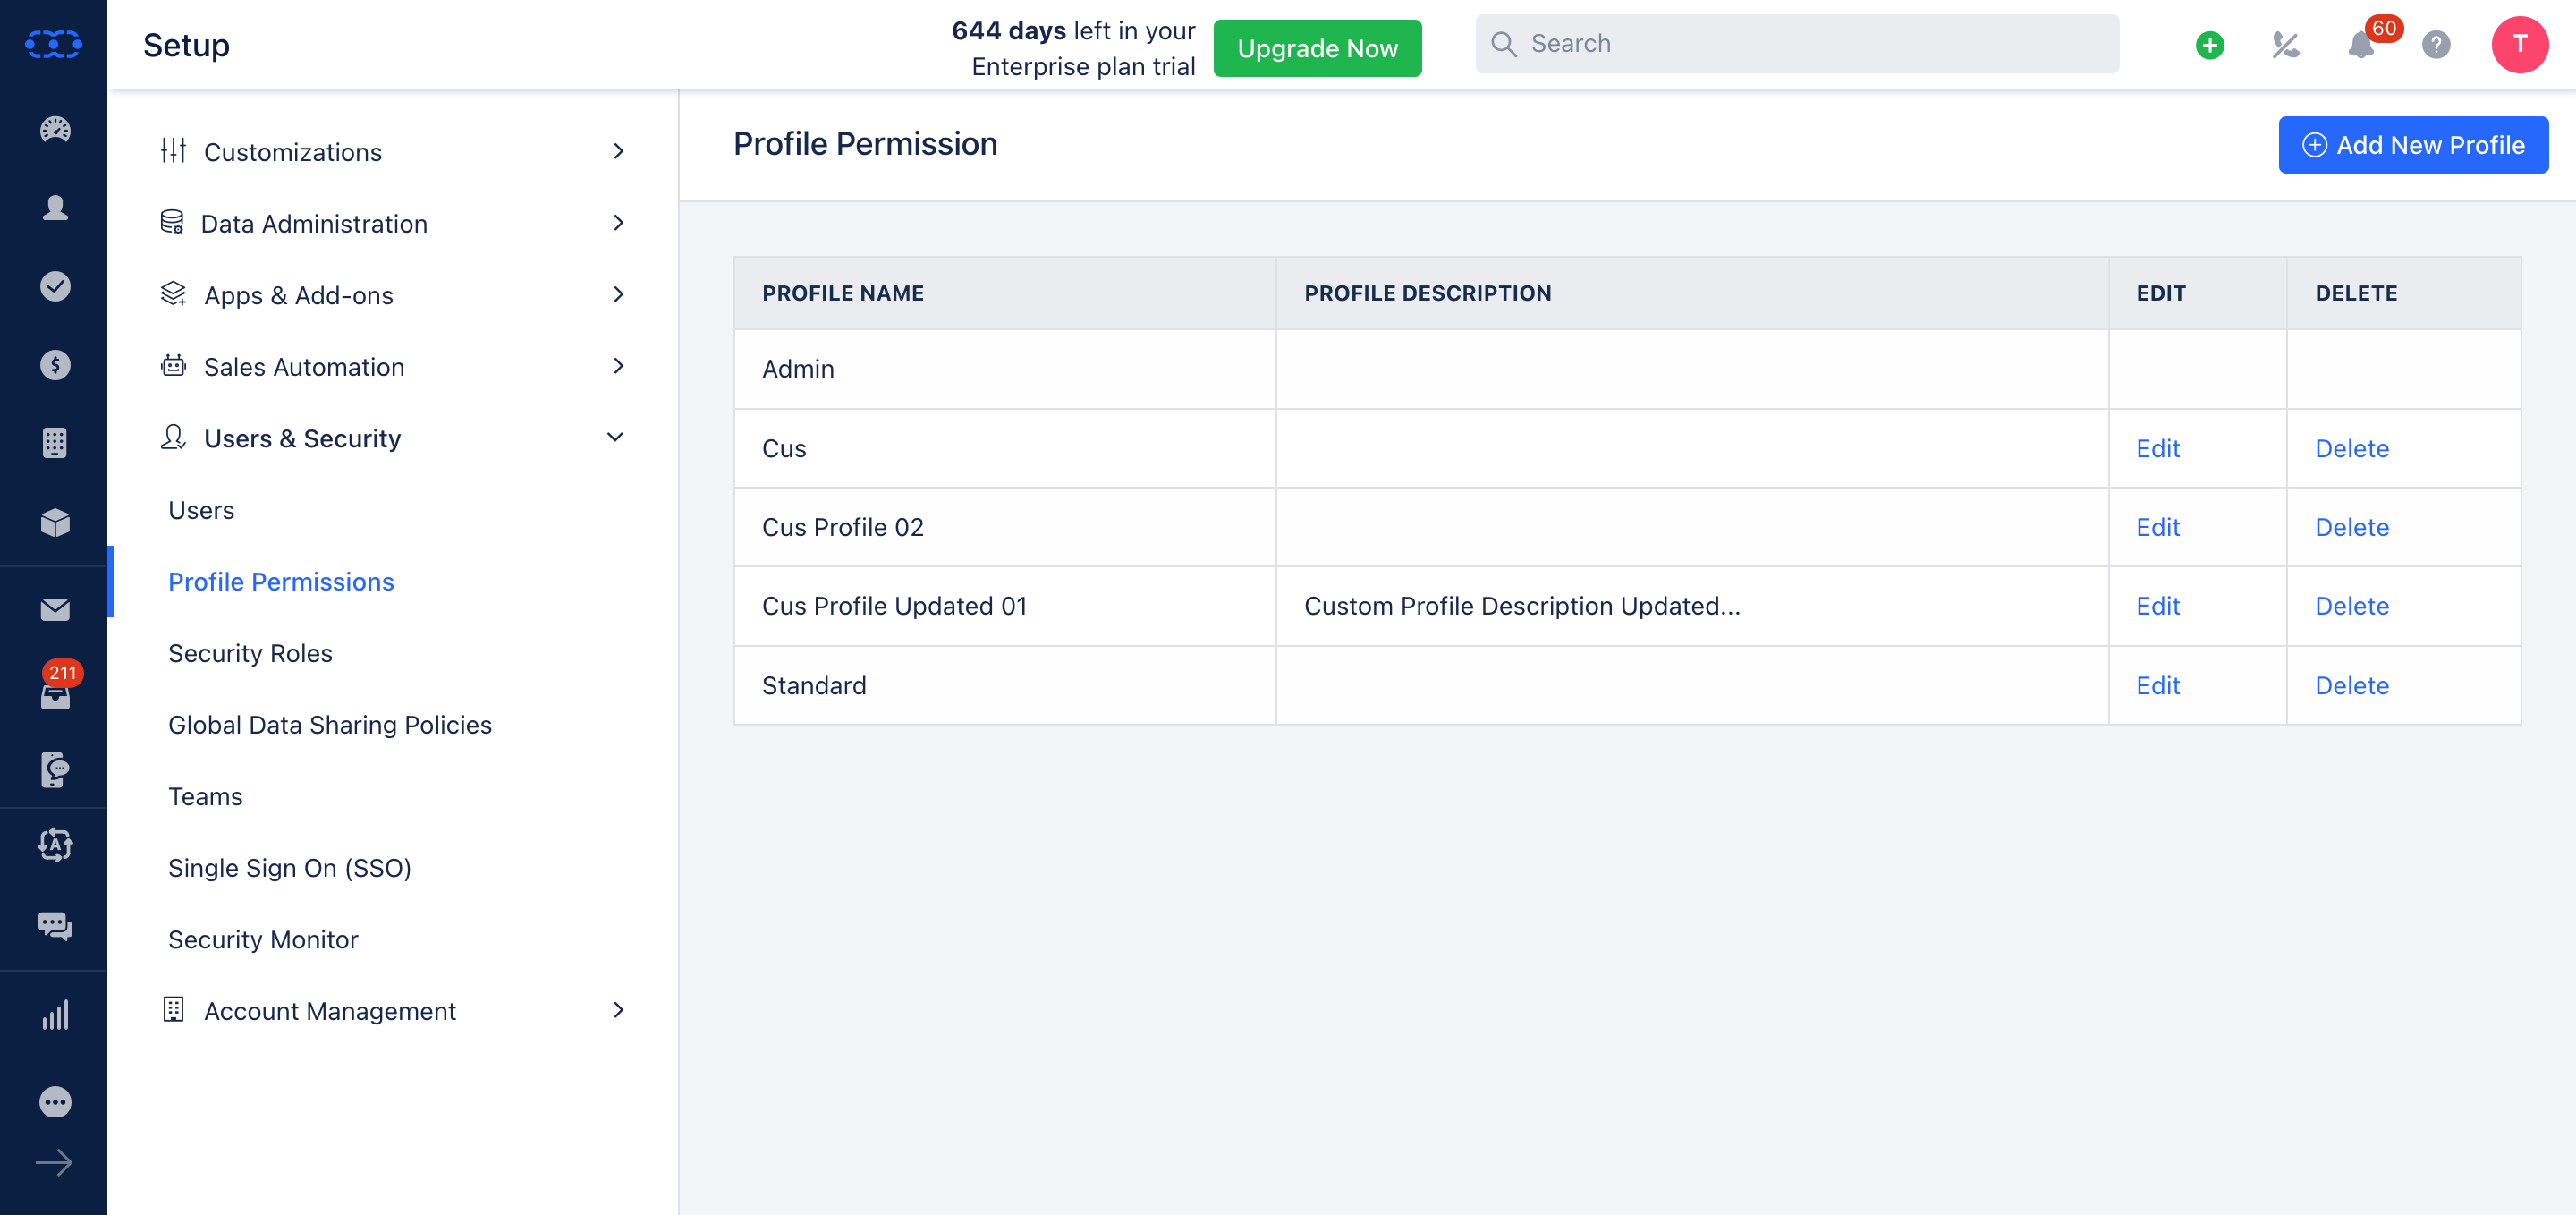 Setup
644 days left in your
Enterprise plan trial
Upgrade Now
Search
60
?
T
Customizations
Data Administration
Apps & Add-ons
Sales Automation
Users & Security
Users
Profile Permissions
Security Roles
Global Data Sharing Policies
Teams
Single Sign On (SSO)
Security Monitor
Account Management
$
211
A
Profile Permission
Add New Profile
PROFILE NAME PROFILE DESCRIPTION EDIT DELETE
Admin
Cus Edit Delete
Cus Profile 02 Edit Delete
Cus Profile Updated 01 Custom Profile Description Updated... Edit Delete
Standard Edit Delete